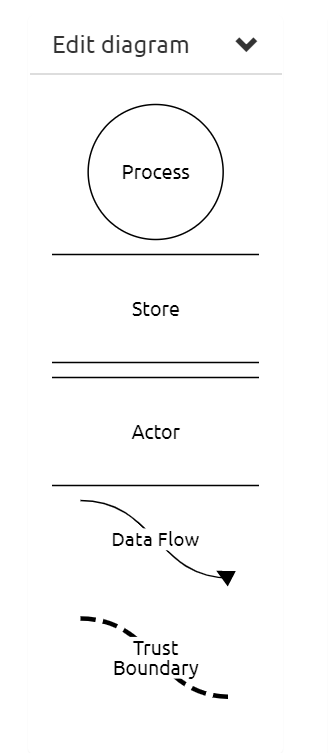 Edit diagram
Process
Store
Actor
Data Flow
Trust
Boundary